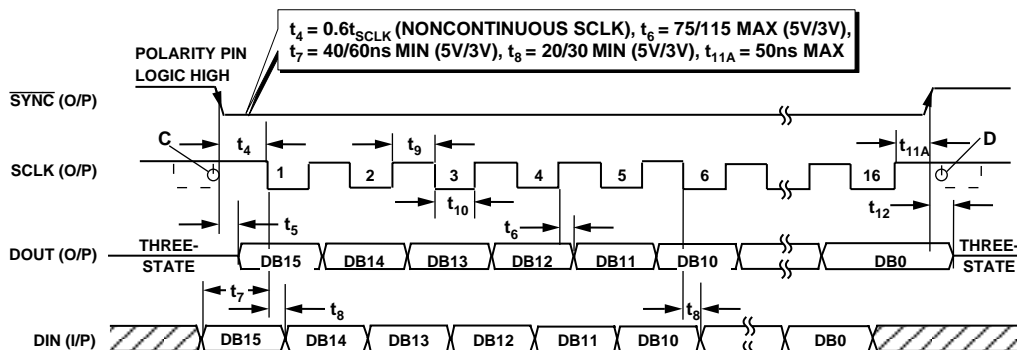 t4 = 0.6tSCLK (NONCONTINUOUS SCLK), t6 = 75/115 MAX (5V/3V),
t7 = 40/60ns MIN (5V/3V), t8 = 20/30 MIN (5V/3V), t11A = 50ns MAX
POLARITY PIN
LOGIC HIGH
SYNC (O/P)
C
t4
t9
t11A
D
SCLK (O/P)
1
2
3
4
5
6
16
t10
t12
t5
t6
THREE-
STATE
DOUT (O/P)
DB15
DB14
DB13
DB12
DB11
DB10
DB0
THREE-
STATE
t7
t8
t8
DIN (I/P)
DB15
DB14
DB13
DB12
DB11
DB10
DB0